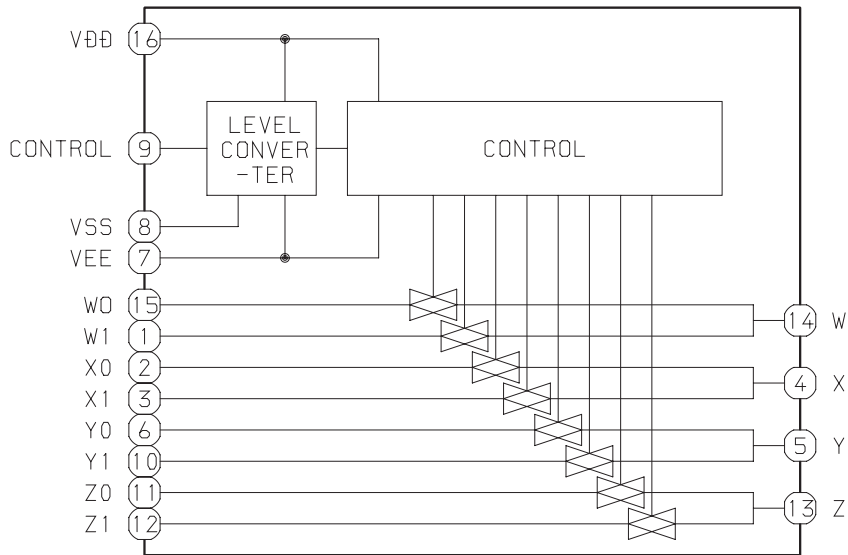 VDD 16
LEVEL
CONVER
-TER
CONTROL 9
CONTROL
VSS 8
VEE 7
W0 15
14 W
W1 1
X0 2
4 X
X1 3
Y0 6
5 Y
Y1 10
Z0 11
13 Z
Z1 12